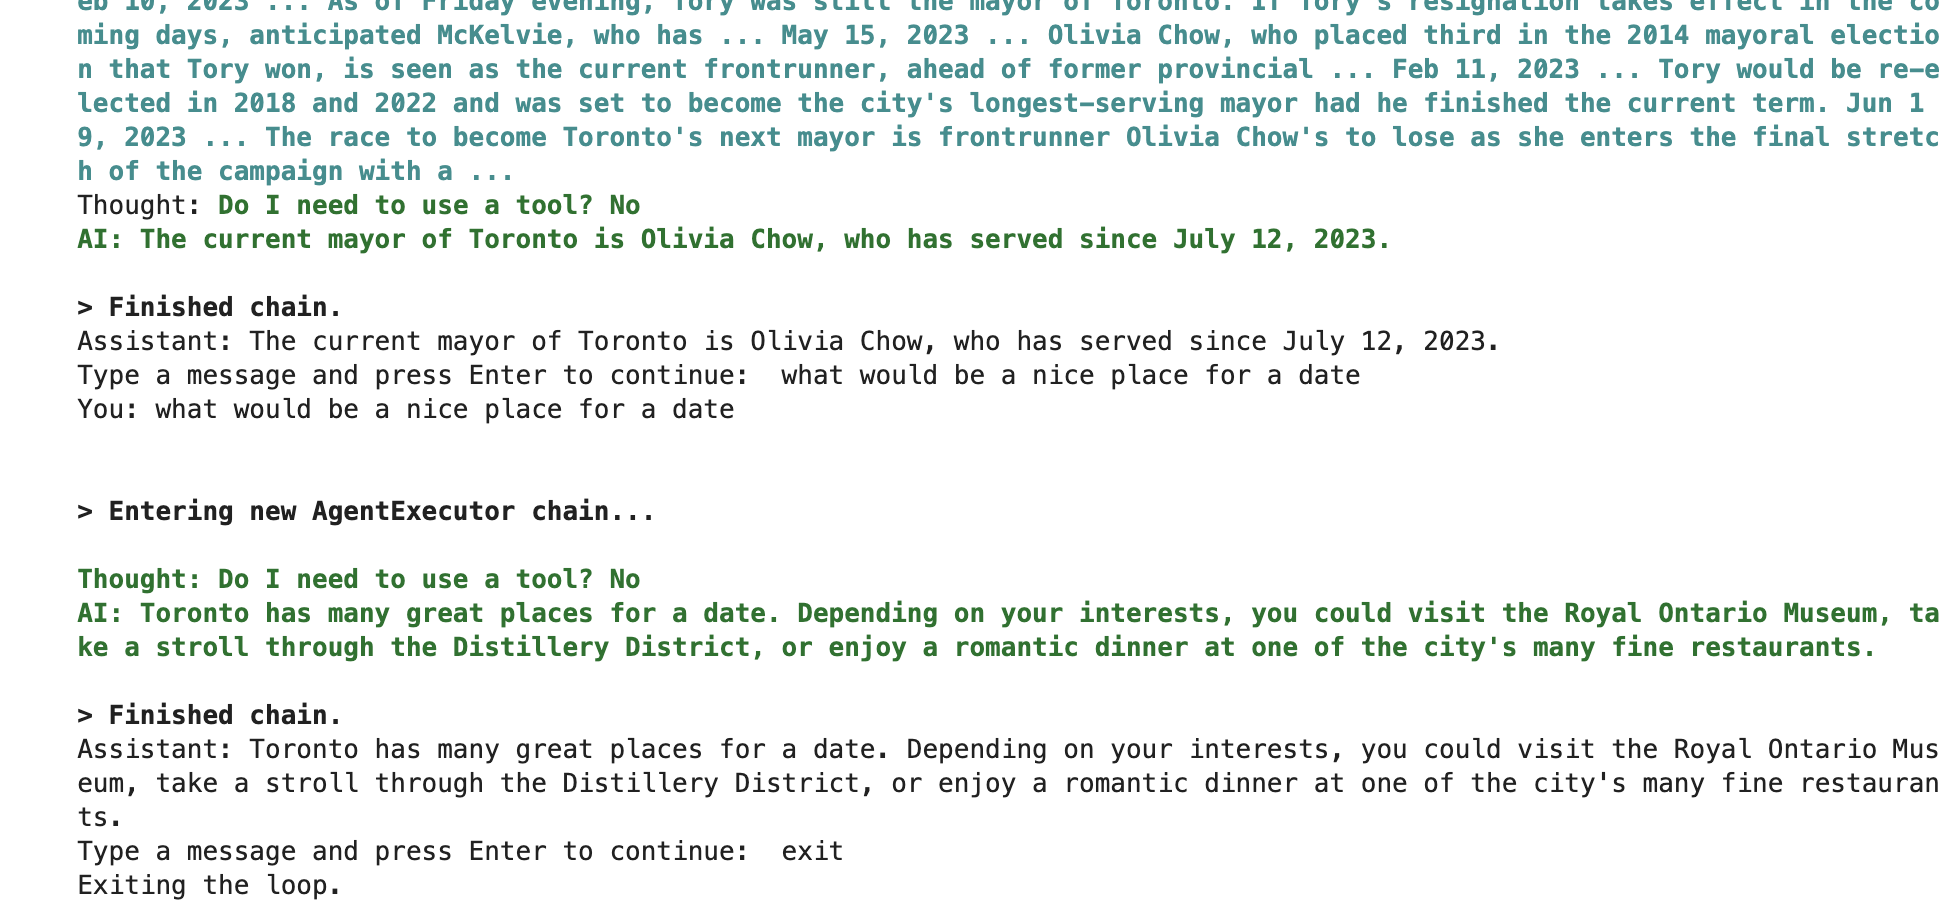 eb 10, 2023 ... As of Friday evening, Tory was still the mayor of Toronto. If Tory's resignation takes effect in the co
ming days, anticipated McKelvie, who has ... May 15, 2023 ... Olivia Chow, who placed third in the 2014 mayoral electio
n that Tory won, is seen as the current frontrunner, ahead of former provincial ... Feb 11, 2023 ... Tory would be re-e
lected in 2018 and 2022 and was set to become the city's longest-serving mayor had he finished the current term. Jun 1
9, 2023 ... The race to become Toronto's next mayor is frontrunner Olivia Chow's to lose as she enters the final stretc
h of the campaign with a ...
Thought: Do I need to use a tool? No
AI: The current mayor of Toronto is Olivia Chow, who has served since July 12, 2023.
> Finished chain.
Assistant: The current mayor of Toronto is Olivia Chow, who has served since July 12, 2023.
Type a message and press Enter to continue:  what would be a nice place for a date
You: what would be a nice place for a date
> Entering new AgentExecutor chain...
Thought: Do I need to use a tool? No
AI: Toronto has many great places for a date. Depending on your interests, you could visit the Royal Ontario Museum, ta
ke a stroll through the Distillery District, or enjoy a romantic dinner at one of the city's many fine restaurants.
> Finished chain.
Assistant: Toronto has many great places for a date. Depending on your interests, you could visit the Royal Ontario Mus
eum, take a stroll through the Distillery District, or enjoy a romantic dinner at one of the city's many fine restauran
ts.
Type a message and press Enter to continue:  exit
Exiting the loop.